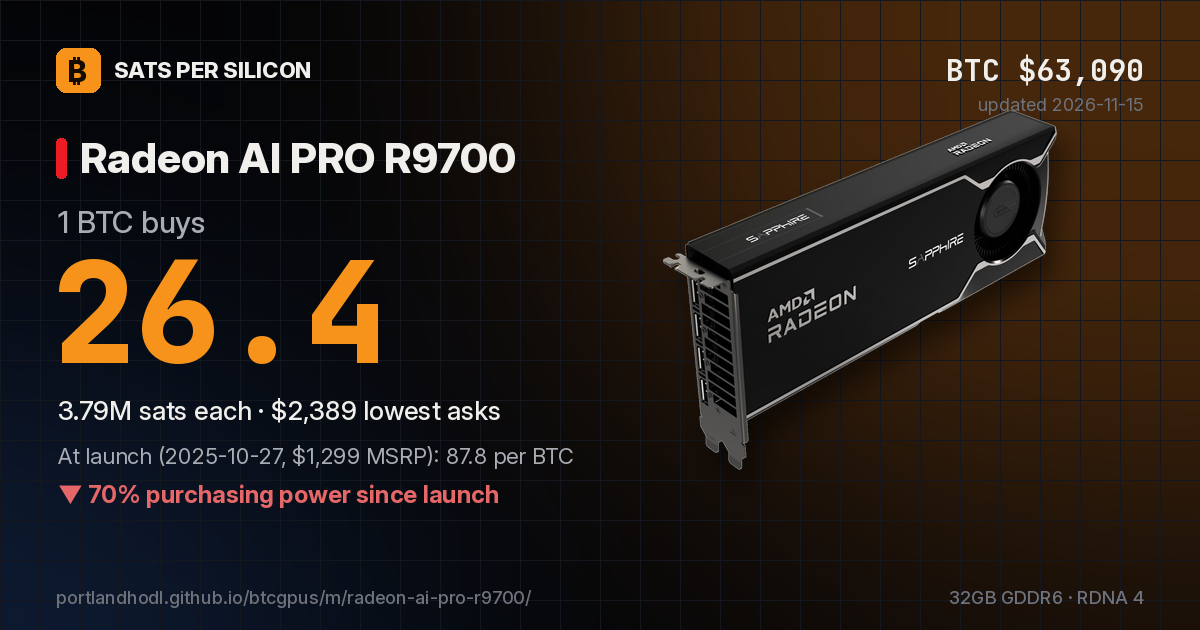 SATS PER SILICON
BTC $63,090
updated 2026-11-15
Radeon AI PRO R9700
1 BTC buys
26.4
3.79M sats each · $2,389 lowest asks
At launch (2025-10-27, $1,299 MSRP): 87.8 per BTC
▼ 70% purchasing power since launch
AMD
RADEON
SAPPHIRE
SAPPHIRE
AMD
RADEON
portlandhodl.github.io/btcgpus/m/radeon-ai-pro-r9700/
32GB GDDR6 · RDNA 4